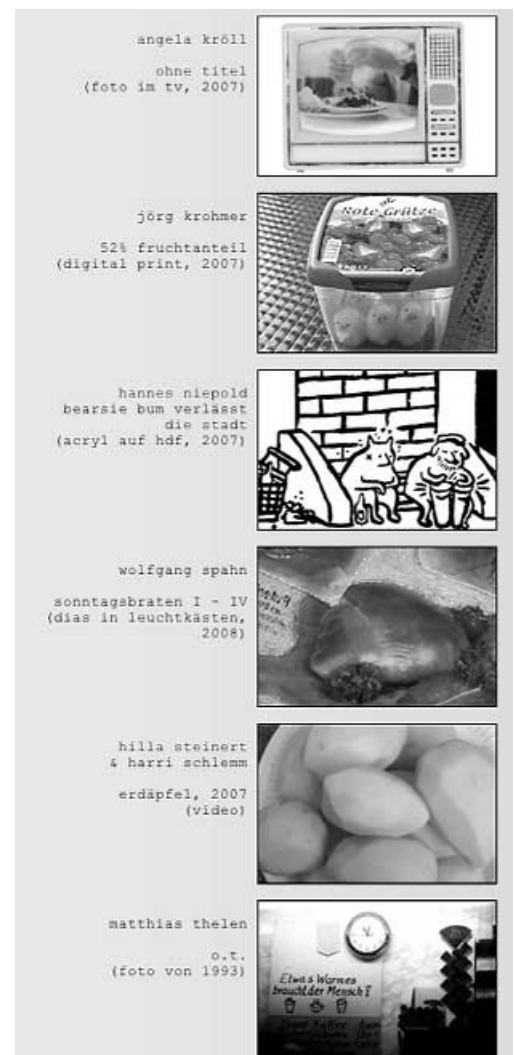 angela kröll
ohne titel
(foto im tv, 2007)
Rote Grütze
jörg krohmer
52% fruchtanteil
(digital print, 2007)
hannes niepold
bearsie bum verlässt
die stadt
(acryl auf hdf, 2007)
wolfgang spahn
sonntagsbraten I - IV
(dias in leuchtkästen,
2008)
hilla steinert
& harri schlemm
erdäpfel, 2007
(video)
matthias thelen
o.t.
(foto von 1993)
Etwas Warmes
braucht der Mensch!